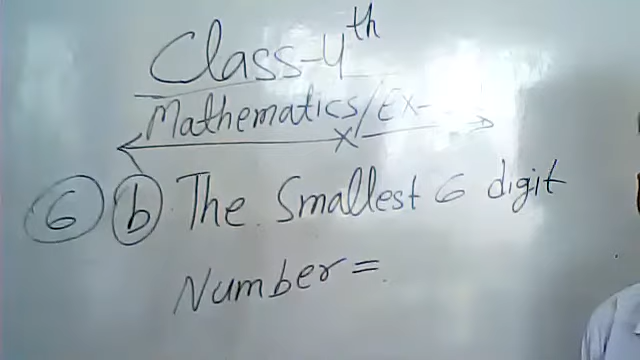 Class-4th
Mathematics/Ex-
6 b The Smallest 6 digit
Number =